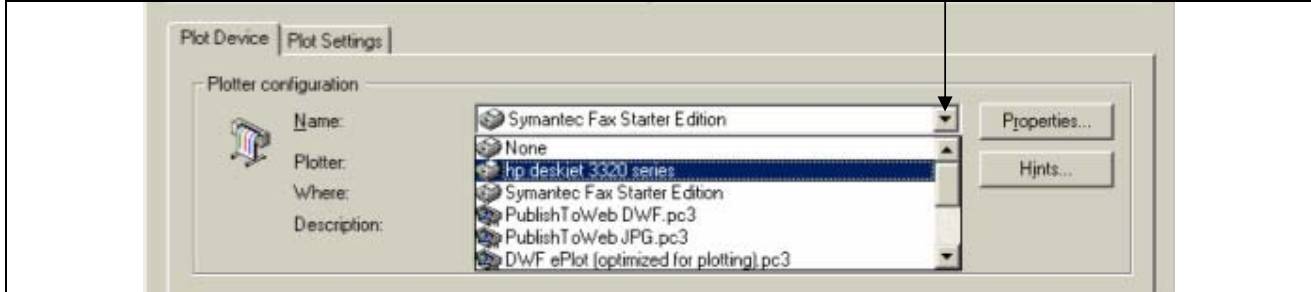 Plot Device Plot Settings
Plotter configuration
Name: Symantec Fax Starter Edition Properties...
None
Plotter: hp deskjet 3320 series Hints...
Where: Symantec Fax Starter Edition
PublishToWeb DWF.pc3
Description: PublishToWeb JPG.pc3
DWF ePlot (optimized for plotting).pc3